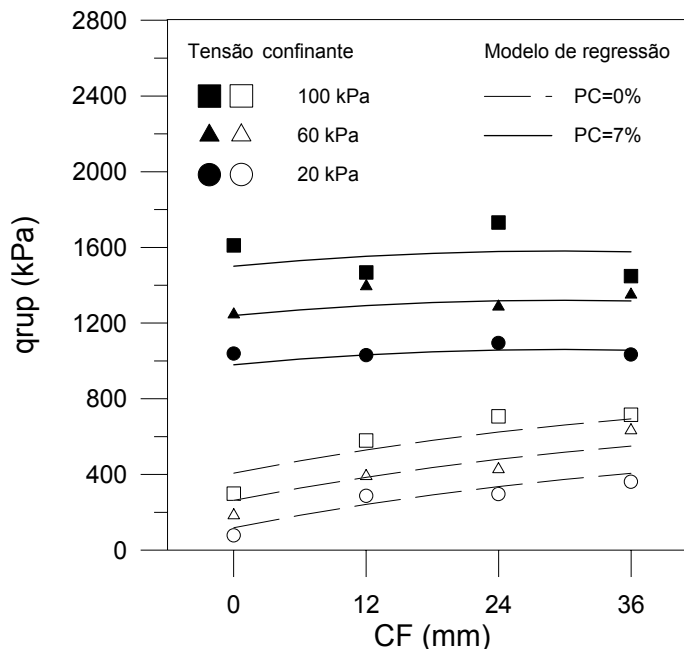 2800
2400
2000
1600
1200
800
400
0
qrup (kPa)
Tensão confinante
100 kPa
60 kPa
20 kPa
Modelo de regressão
PC=0%
PC=7%
0 12 24 36
CF (mm)